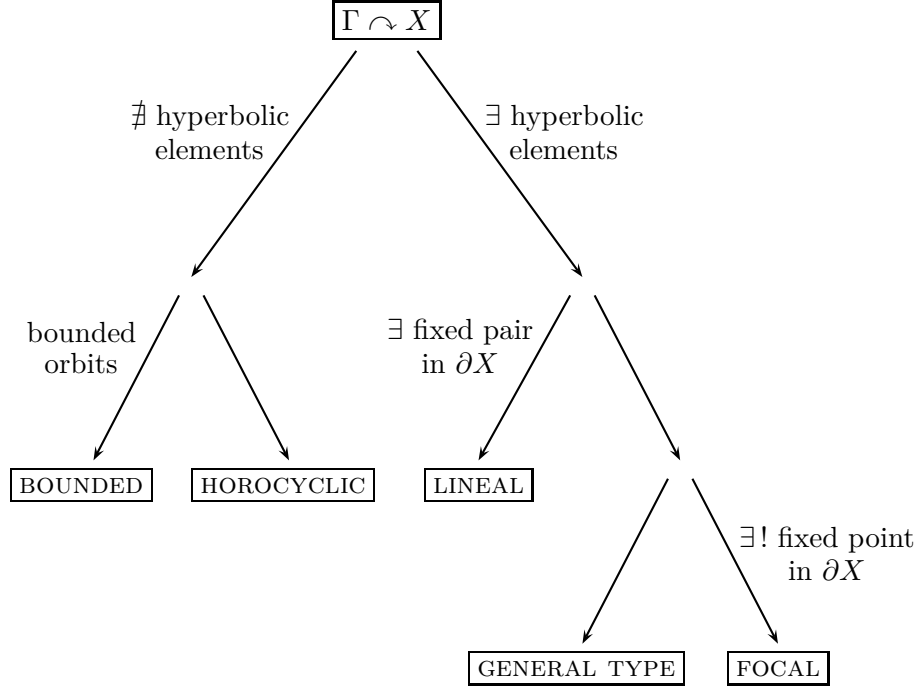 Γ ↷ X
∄ hyperbolic
elements
∃ hyperbolic
elements
bounded
orbits
∃ fixed pair
in ∂X
BOUNDED
HOROCYCLIC
LINEAL
∃! fixed point
in ∂X
GENERAL TYPE
FOCAL